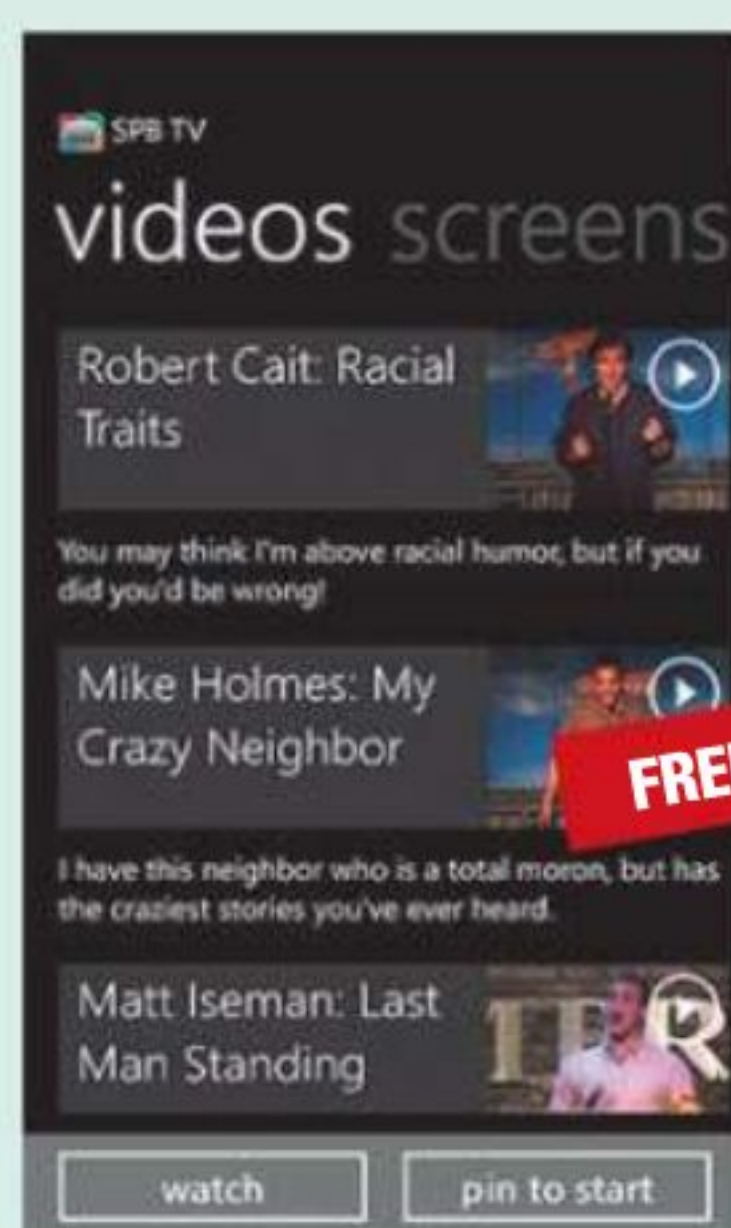 SPB TV
videos screens
Robert Cait: Racial
Traits
You may think I'm above racial humor, but if you
did you'd be wrong!
Mike Holmes: My
Crazy Neighbor
FREE
I have this neighbor who is a total moron, but has
the craziest stories you've ever heard.
Matt Iseman: Last
Man Standing
watch pin to start